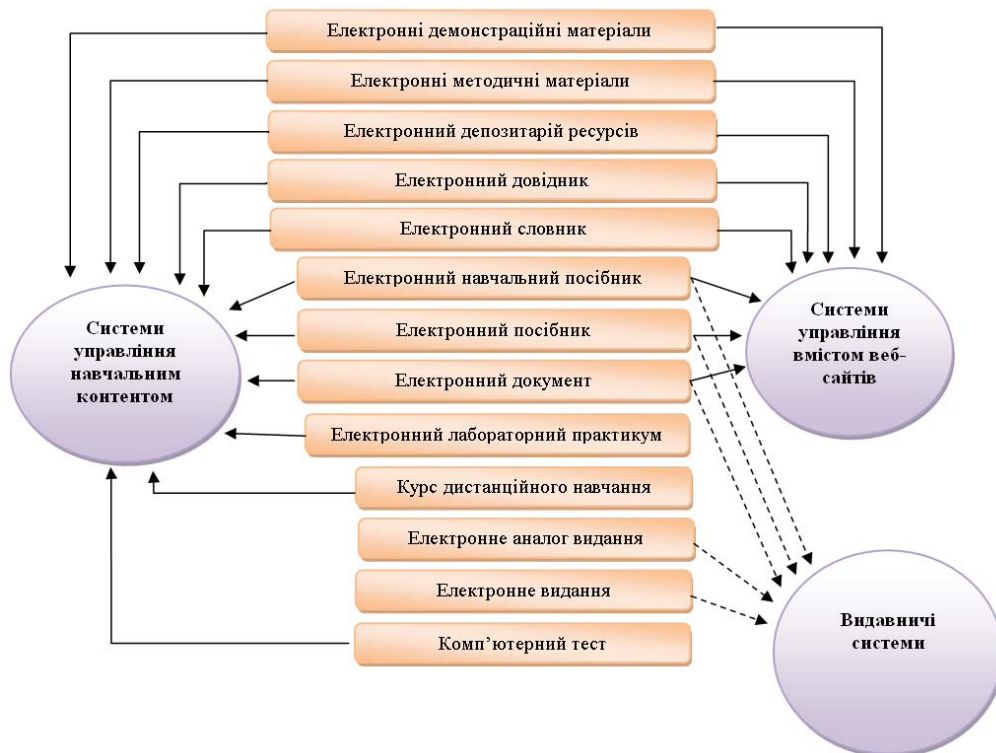 Електронні демонстраційні матеріали
Електронні методичні матеріали
Електронний депозитарій ресурсів
Електронний довідник
Електронний словник
Електронний навчальний посібник
Електронний посібник
Електронний документ
Електронний лабораторний практикум
Курс дистанційного навчання
Електронне аналог видання
Електронне видання
Комп’ютерний тест
Системи
управління
навчальним
контентом
Системи
управління
вмістом веб-
сайтів
Видавничі
системи